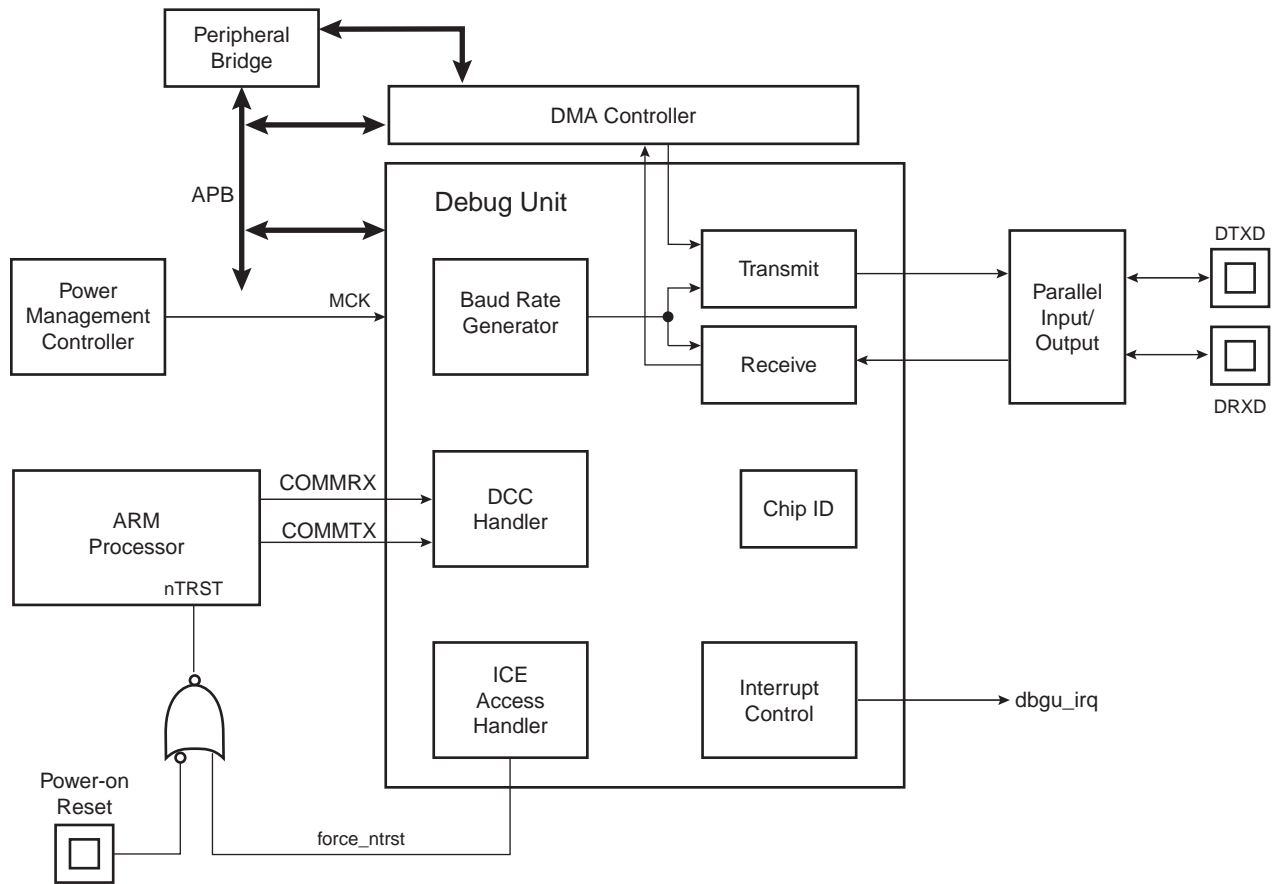 Peripheral
Bridge
DMA Controller
APB
Debug Unit
Power
Management
Controller
MCK
Baud Rate
Generator
Transmit
Receive
Parallel
Input/
Output
DTXD
DRXD
ARM
Processor
nTRST
COMMRX
COMMTX
DCC
Handler
Chip ID
ICE
Access
Handler
Interrupt
Control
dbgu_irq
Power-on
Reset
force_ntrst